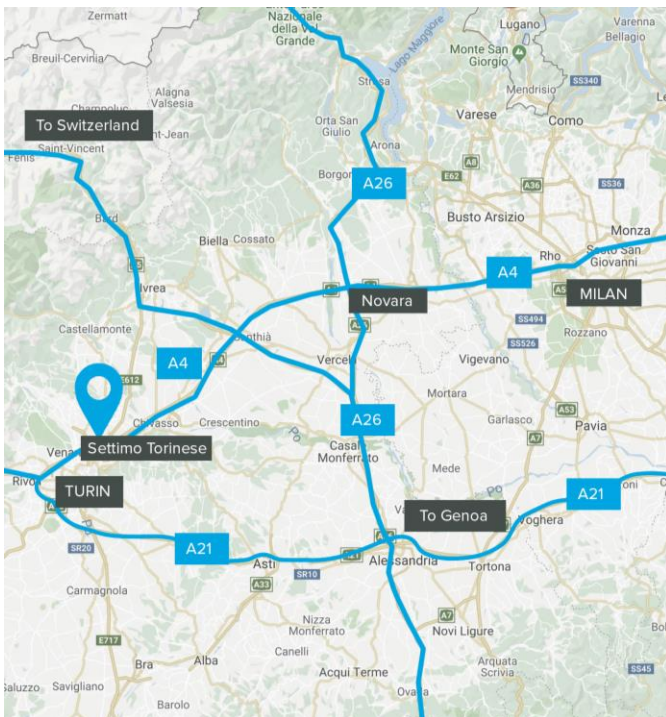 Zermatt
Nazionale
della Val
Grande
Lago Maggiore
Lugano
Varenna
Bellagio
Breuil-Cervinia
Monte San
Giorgio
Stresa
SS340
Alagna
Valsesia
Mendrisio
Champoluc
Orta San
Giulio
Varese
Como
To Switzerland
Saint-Vincent
Fénis
Arona
A8
E62
A36
SS36
A26
Busto Arsizio
Bard
Monza
Biella
Cossato
Rho
Sesto San
Giovanni
A4
Ivrea
Novara
MILAN
Castellamonte
SS494
Rozzano
SS526
A4
Vercelli
Vigevano
E612
Mortara
A26
Garlasco
A53
Chivasso
Crescentino
Pavia
Po
A7
Settimo Torinese
Casale
Monferrato
Mede
TURIN
Po
A21
To Genoa
Voghera
Po
A21
SR20
Asti
SR10
Alessandria
Tortona
A33
Carmagnola
Nizza
Monferrato
A7
Novi Ligure
E717
Canelli
Bra
Alba
Acqui Terme
Arquata
Scrivia
SS45
Saluzzo
Savigliano
Barolo
Ovada